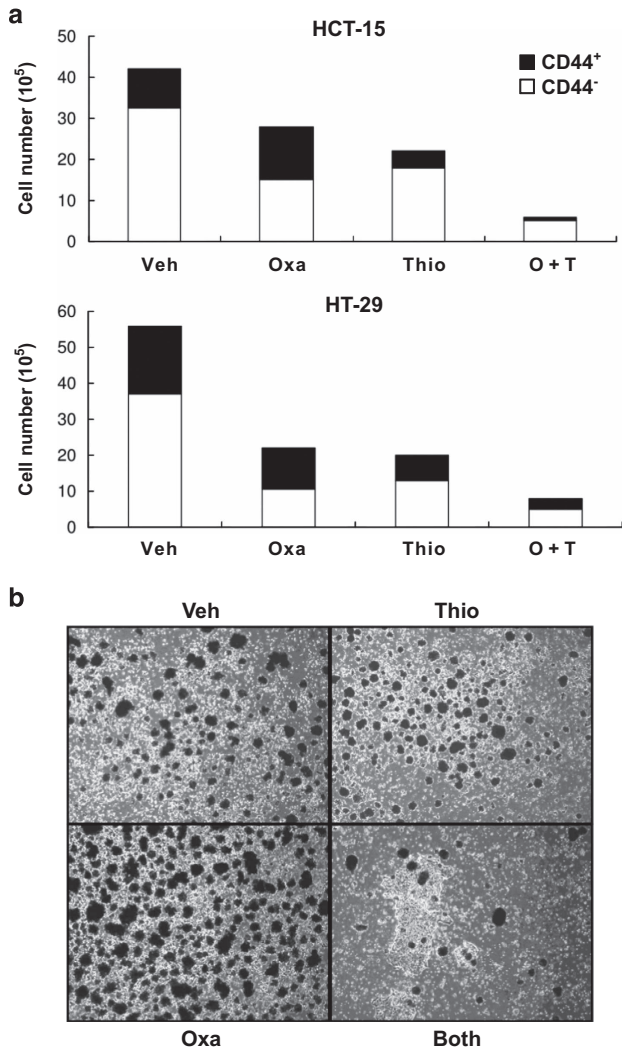 a
HCT-15
CD44⁺
CD44⁻
Cell number (10⁵)
50
40
30
20
10
0
Veh Oxa Thio O + T
HT-29
Cell number (10⁵)
60
50
40
30
20
10
0
Veh Oxa Thio O + T
b
Veh Thio
Oxa Both